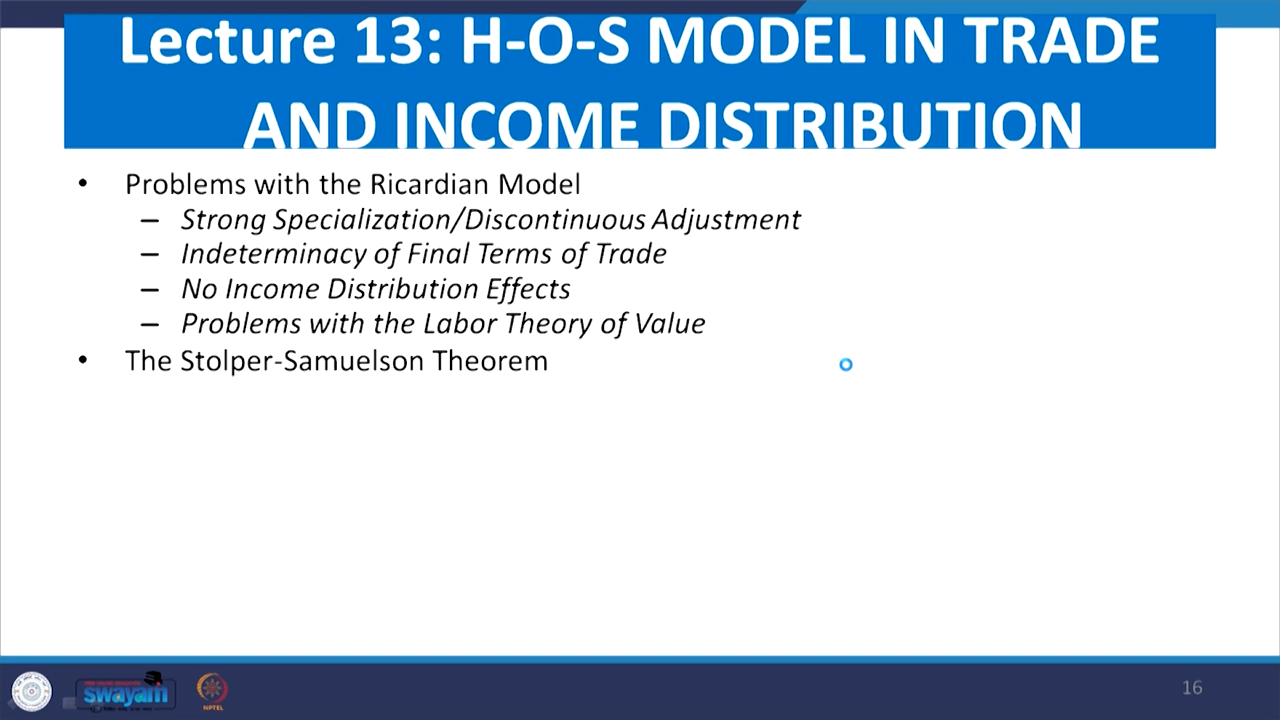 Lecture 13: H-O-S MODEL IN TRADE
AND INCOME DISTRIBUTION
• Problems with the Ricardian Model
– Strong Specialization/Discontinuous Adjustment
– Indeterminacy of Final Terms of Trade
– No Income Distribution Effects
– Problems with the Labor Theory of Value
• The Stolper-Samuelson Theorem
swayam
NPTEL
16